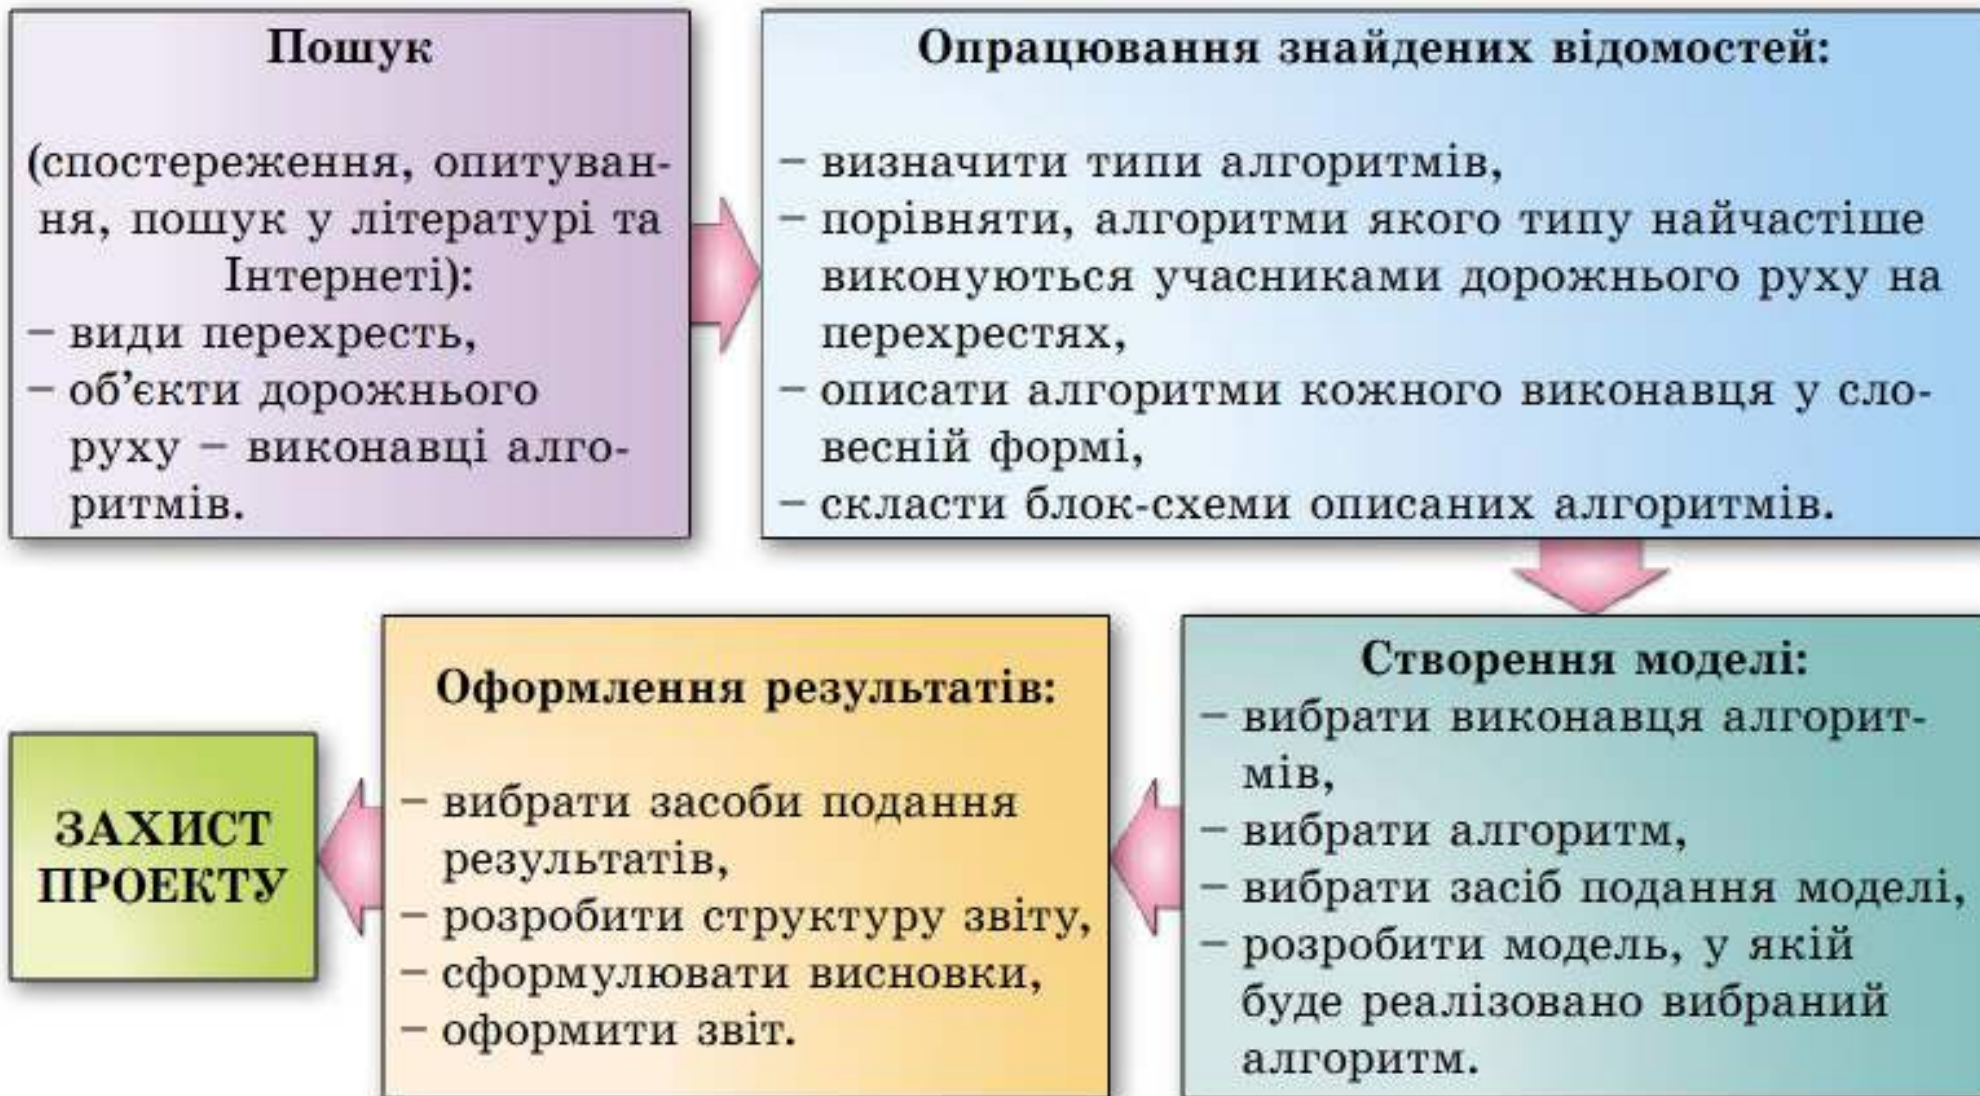 Пошук
(спостереження, опитуван-
ня, пошук у літературі та
Інтернеті):
– види перехресть,
– об’єкти дорожнього
руху – виконавці алго-
ритмів.
Опрацювання знайдених відомостей:
– визначити типи алгоритмів,
– порівняти, алгоритми якого типу найчастіше
виконуються учасниками дорожнього руху на
перехрестях,
– описати алгоритми кожного виконавця у сло-
весній формі,
– скласти блок-схеми описаних алгоритмів.
Створення моделі:
– вибрати виконавця алгорит-
мів,
– вибрати алгоритм,
– вибрати засіб подання моделі,
– розробити модель, у якій
буде реалізовано вибраний
алгоритм.
Оформлення результатів:
– вибрати засоби подання
результатів,
– розробити структуру звіту,
– сформулювати висновки,
– оформити звіт.
ЗАХИСТ
ПРОЕКТУ